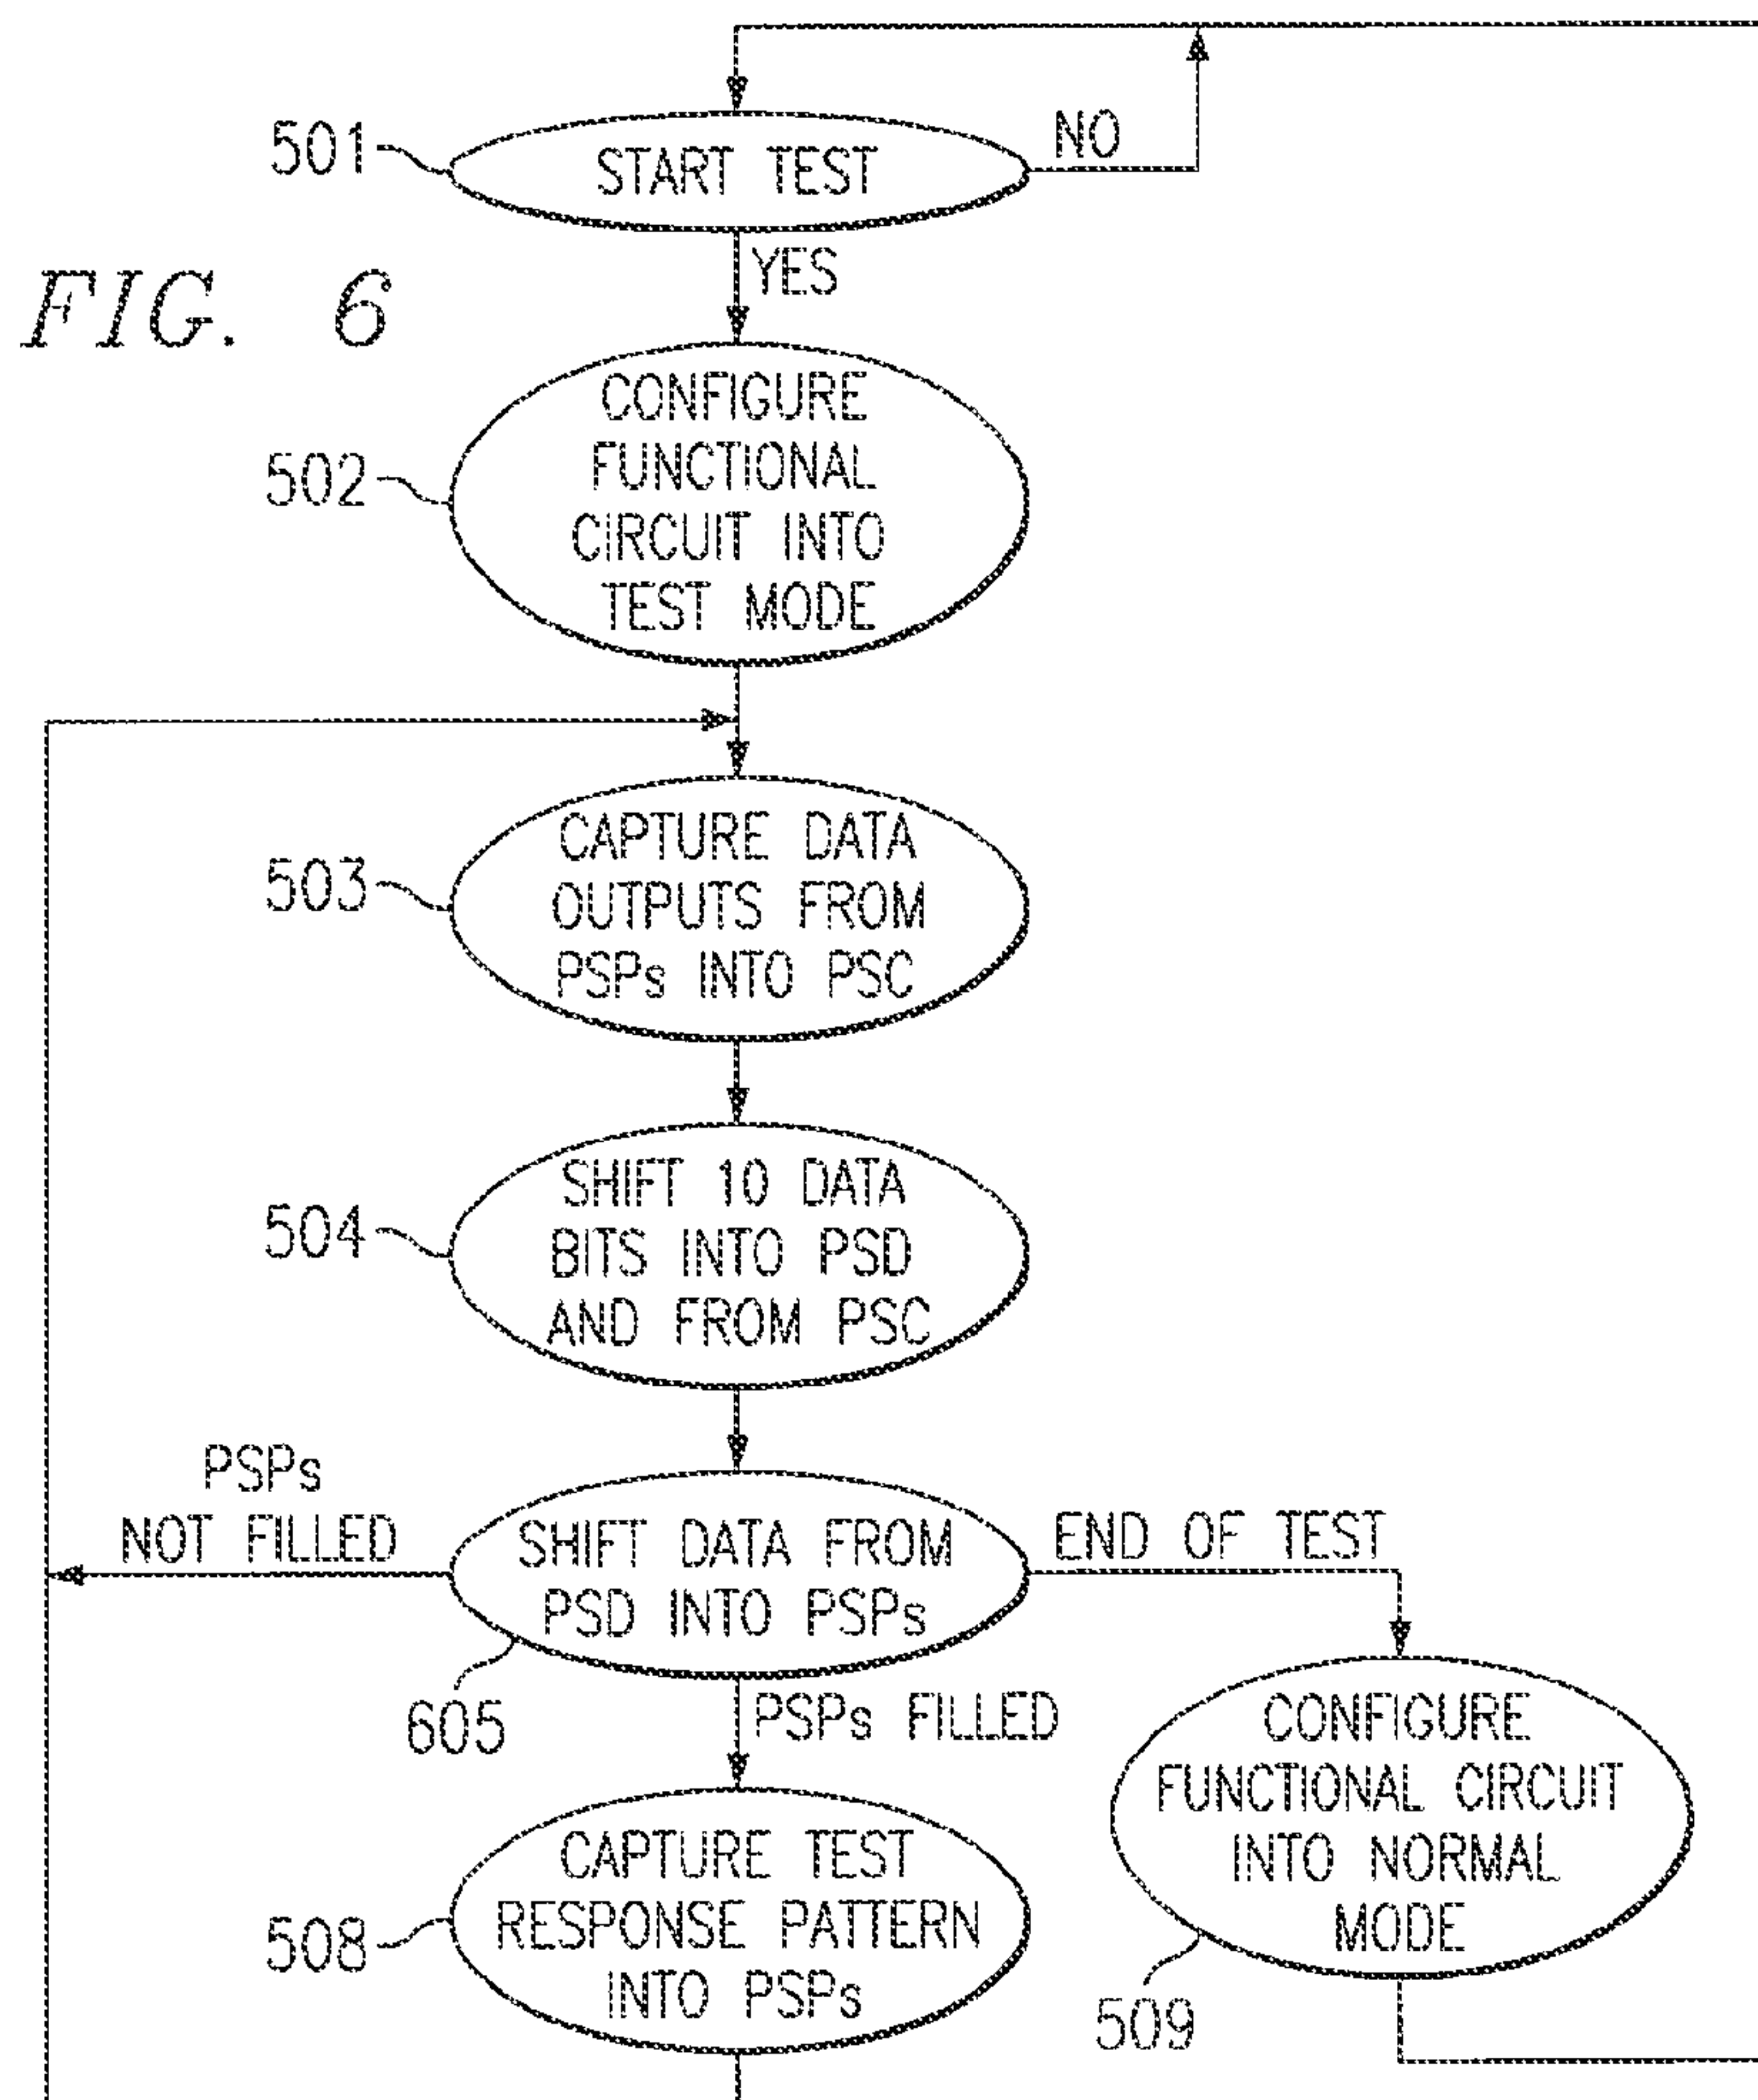 501
START TEST
NO
YES
FIG. 6
502
CONFIGURE
FUNCTIONAL
CIRCUIT INTO
TEST MODE
503
CAPTURE DATA
OUTPUTS FROM
PSPs INTO PSC
504
SHIFT 10 DATA
BITS INTO PSD
AND FROM PSC
PSPs
NOT FILLED
SHIFT DATA FROM
PSD INTO PSPs
END OF TEST
605
PSPs FILLED
CONFIGURE
FUNCTIONAL CIRCUIT
INTO NORMAL
MODE
509
508
CAPTURE TEST
RESPONSE PATTERN
INTO PSPs